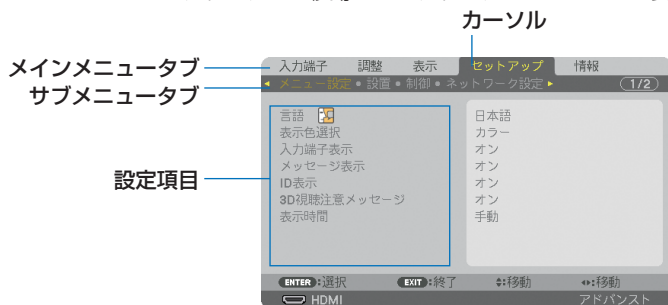 カーソル
メインメニュータブ
サブメニュータブ
設定項目
入力端子 調整 表示 セットアップ 情報
メニュー設定 • 設置 • 制御 • ネットワーク設定 1/2
言語 日本語
表示色選択 カラー
入力端子表示 オン
メッセージ表示 オン
ID表示 オン
3D視聴注意メッセージ オン
表示時間 手動
ENTER :選択 EXIT :終了 :移動 :移動
HDMI アドバンスト